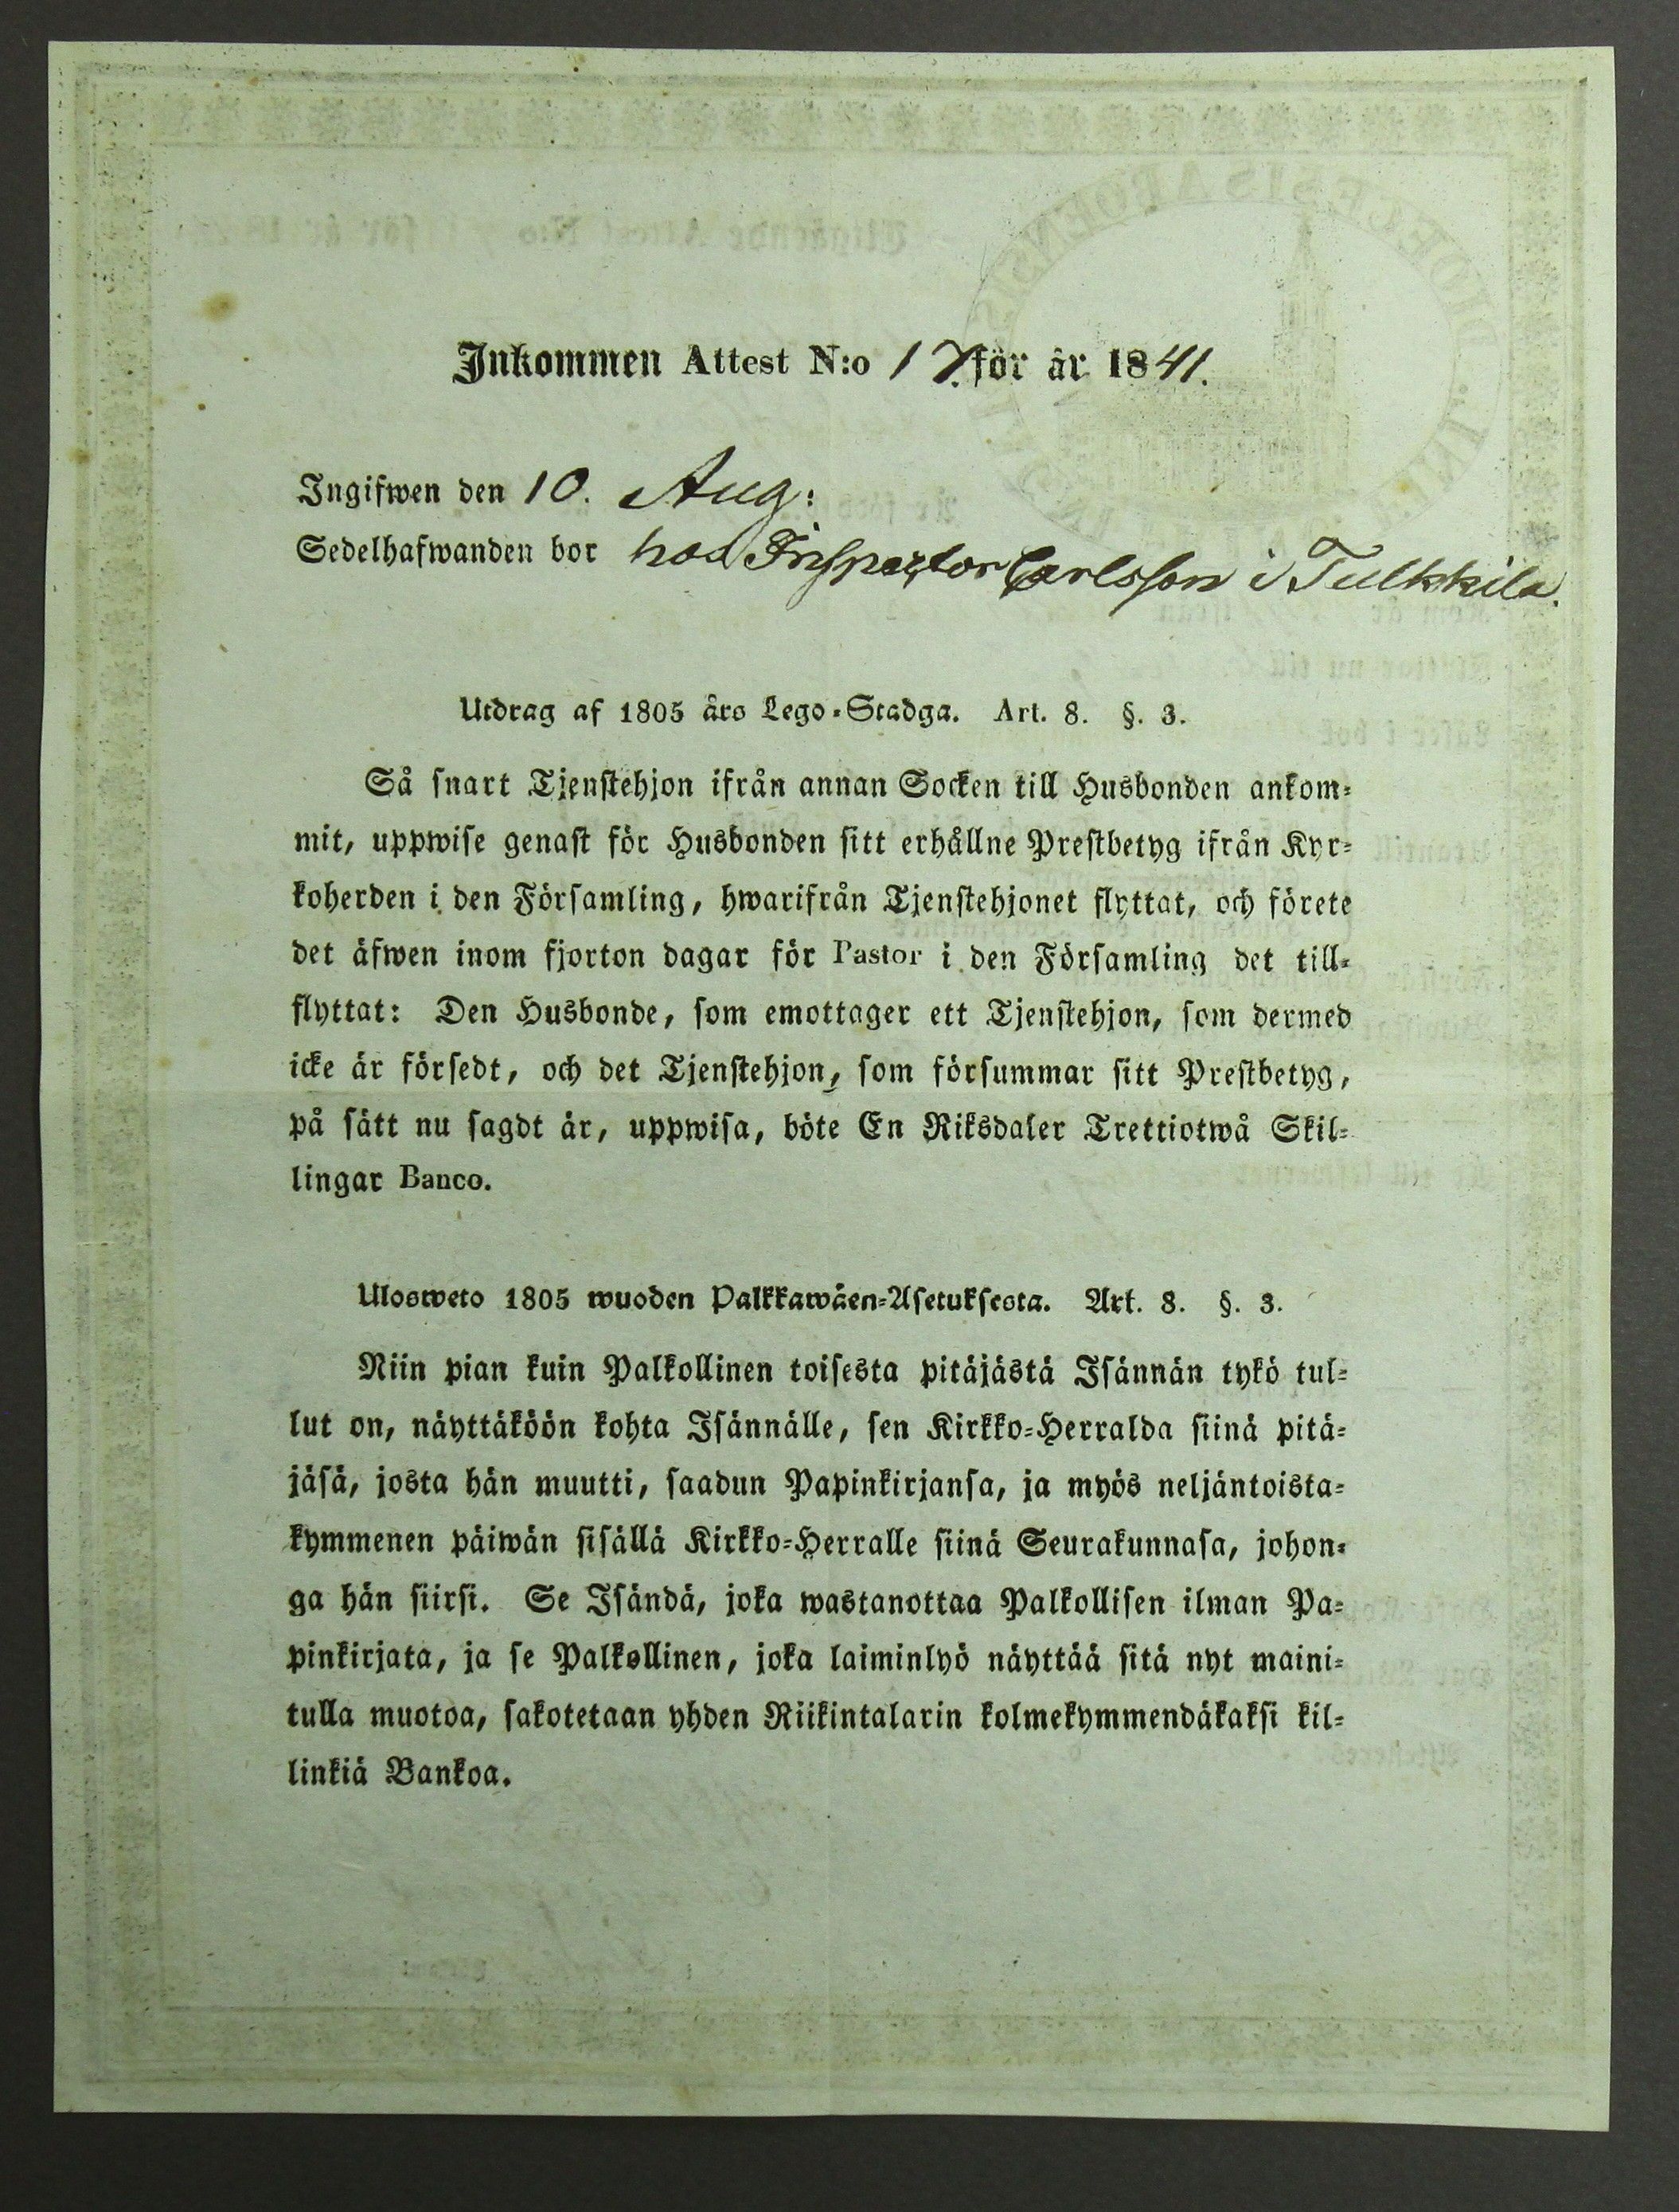 Inkommen Attest N:o 17. för år 1841.
Ingifwen den 10. Aug:
Sedelhafwanden bor hos Inspector Carlsson i Tulkkila.
Utdrag af 1805 års Lego-Stadga. Art. 8. §. 3.
Så snart Tjenstehjon ifrån annan Socken till Husbonden ankom-
mit, uppwise genast för Husbonden sitt erhållne Prestbetyg ifrån Kyr-
koherden i den Församling, hwarifrån Tjenstehjonet flyttat, och förete
det äfwen inom fjorton dagar för Pastor i den Församling det till-
flyttat: Den Husbonde, som emottager ett Tjenstehjon, som dermed
icke är försedt, och det Tjenstehjon, som försummar sitt Prestbetyg,
på sätt nu sagdt är, uppwisa, böte En Riksdaler Trettiotwå Skil-
lingar Banco.
Ulosweto 1805 wuoden Palkkawäen-Asetuksesta. Art. 8. §. 3.
Niin pian kuin Palkollinen toisesta pitäjästä Isännän tykö tul-
lut on, näyttäköön kohta Isännälle, sen Kirkko-Herralda siinä pitä-
jäsä, josta hän muutti, saadun Papinkirjansa, ja myös neljäntoista-
kymmenen päiwän sisällä Kirkko-Herralle siinä Seurakunnasa, johon-
ga hän siirsi. Se Isändä, joka wastanottaa Palkollisen ilman Pa-
pinkirjata, ja se Palkollinen, joka laiminlyö näyttää sitä nyt maini-
tulla muotoa, sakotetaan yhden Riikintalarin kolmekymmendäkaksi kil-
linkiä Bankoa.